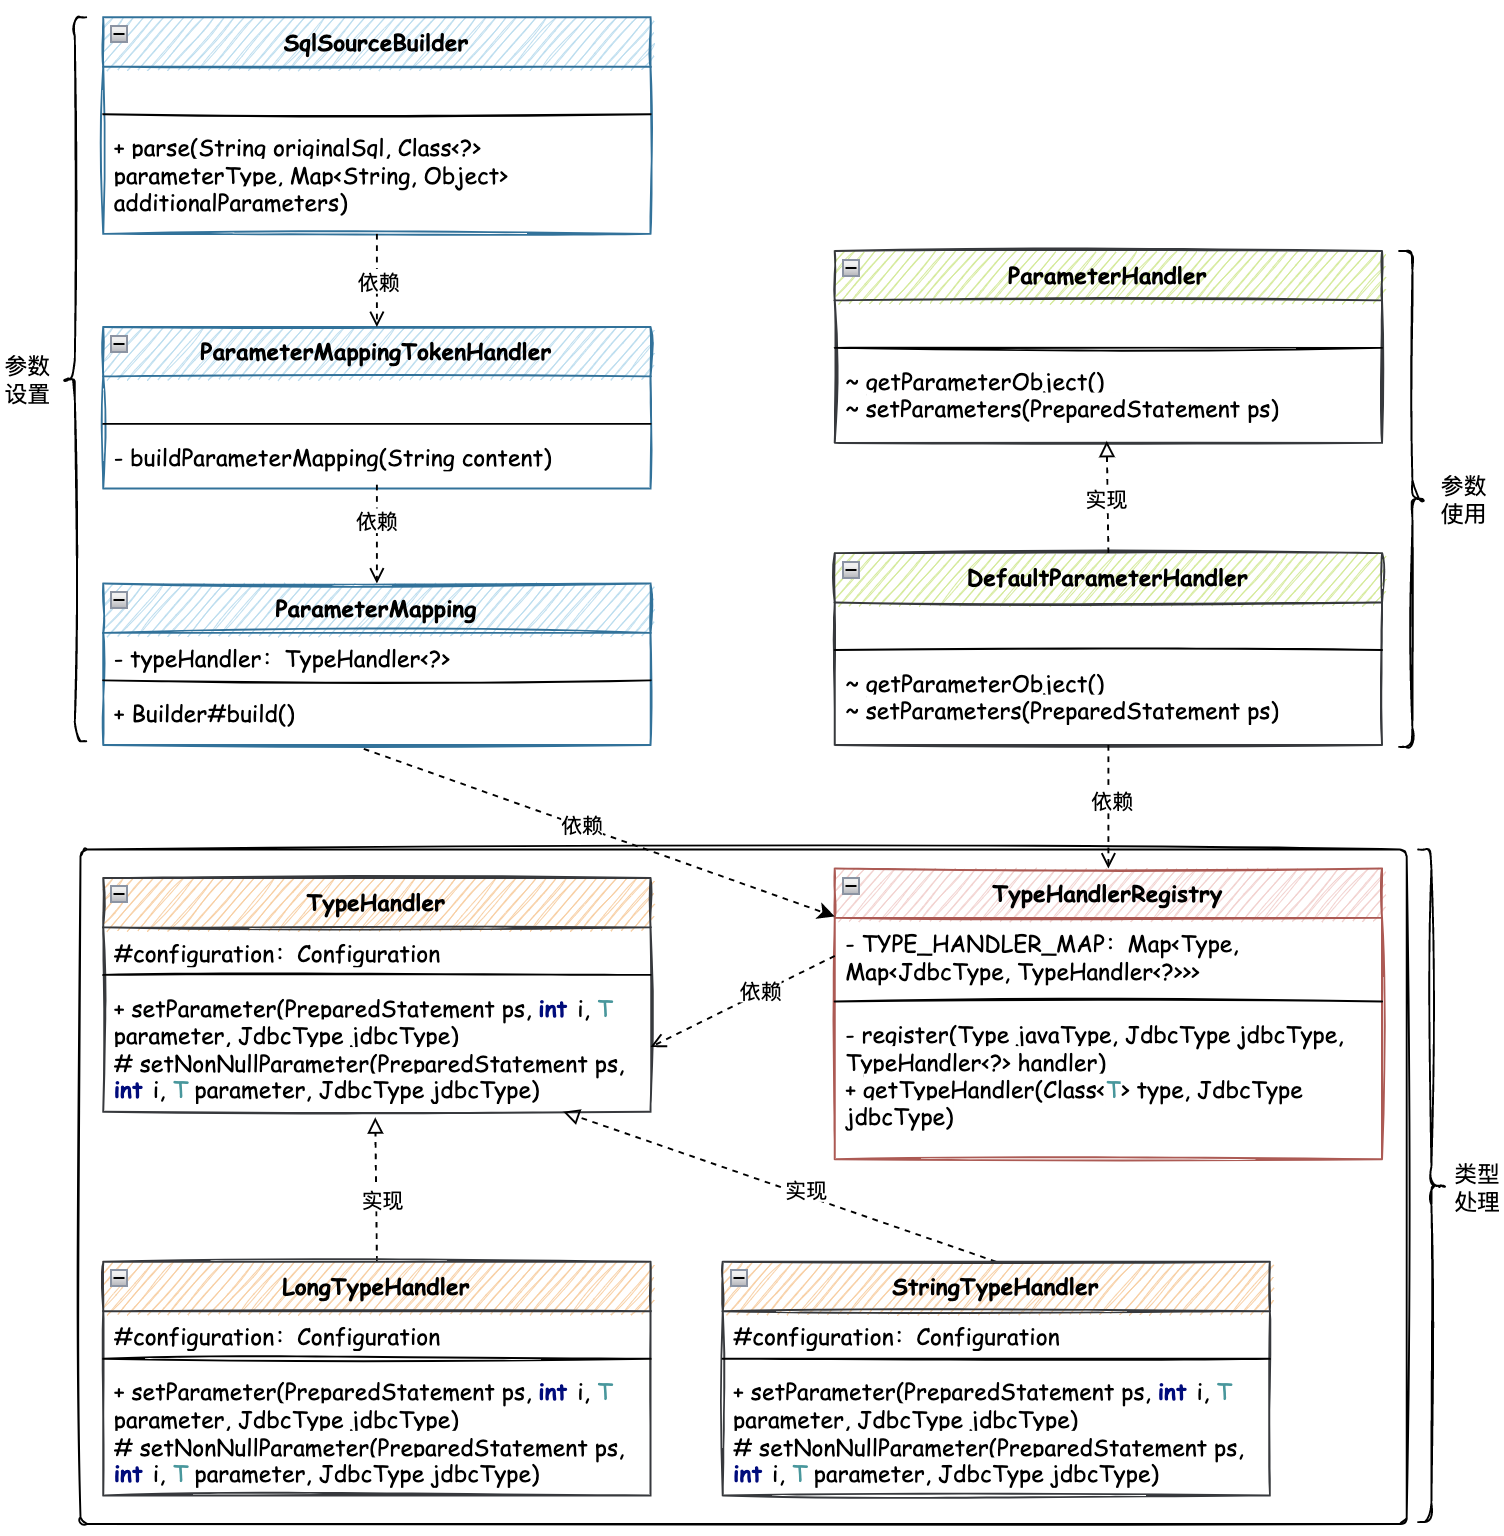 SqlSourceBuilder
+ parse(String originalSql, Class<?>
parameterType, Map<String, Object>
additionalParameters)
依赖
参数
设置
ParameterMappingTokenHandler
- buildParameterMapping(String content)
依赖
ParameterMapping
- typeHandler： TypeHandler<?>
+ Builder#build()
依赖
ParameterHandler
~ getParameterObject()
~ setParameters(PreparedStatement ps)
实现
参数
使用
DefaultParameterHandler
~ getParameterObject()
~ setParameters(PreparedStatement ps)
依赖
TypeHandler
#configuration： Configuration
+ setParameter(PreparedStatement ps, int i, T
parameter, JdbcType jdbcType)
# setNonNullParameter(PreparedStatement ps,
int i, T parameter, JdbcType jdbcType)
依赖
TypeHandlerRegistry
- TYPE_HANDLER_MAP： Map<Type,
Map<JdbcType, TypeHandler<?>>>
- register(Type javaType, JdbcType jdbcType,
TypeHandler<?> handler)
+ getTypeHandler(Class<T> type, JdbcType
jdbcType)
类型
处理
实现
实现
LongTypeHandler
#configuration： Configuration
+ setParameter(PreparedStatement ps, int i, T
parameter, JdbcType jdbcType)
# setNonNullParameter(PreparedStatement ps,
int i, T parameter, JdbcType jdbcType)
StringTypeHandler
#configuration： Configuration
+ setParameter(PreparedStatement ps, int i, T
parameter, JdbcType jdbcType)
# setNonNullParameter(PreparedStatement ps,
int i, T parameter, JdbcType jdbcType)